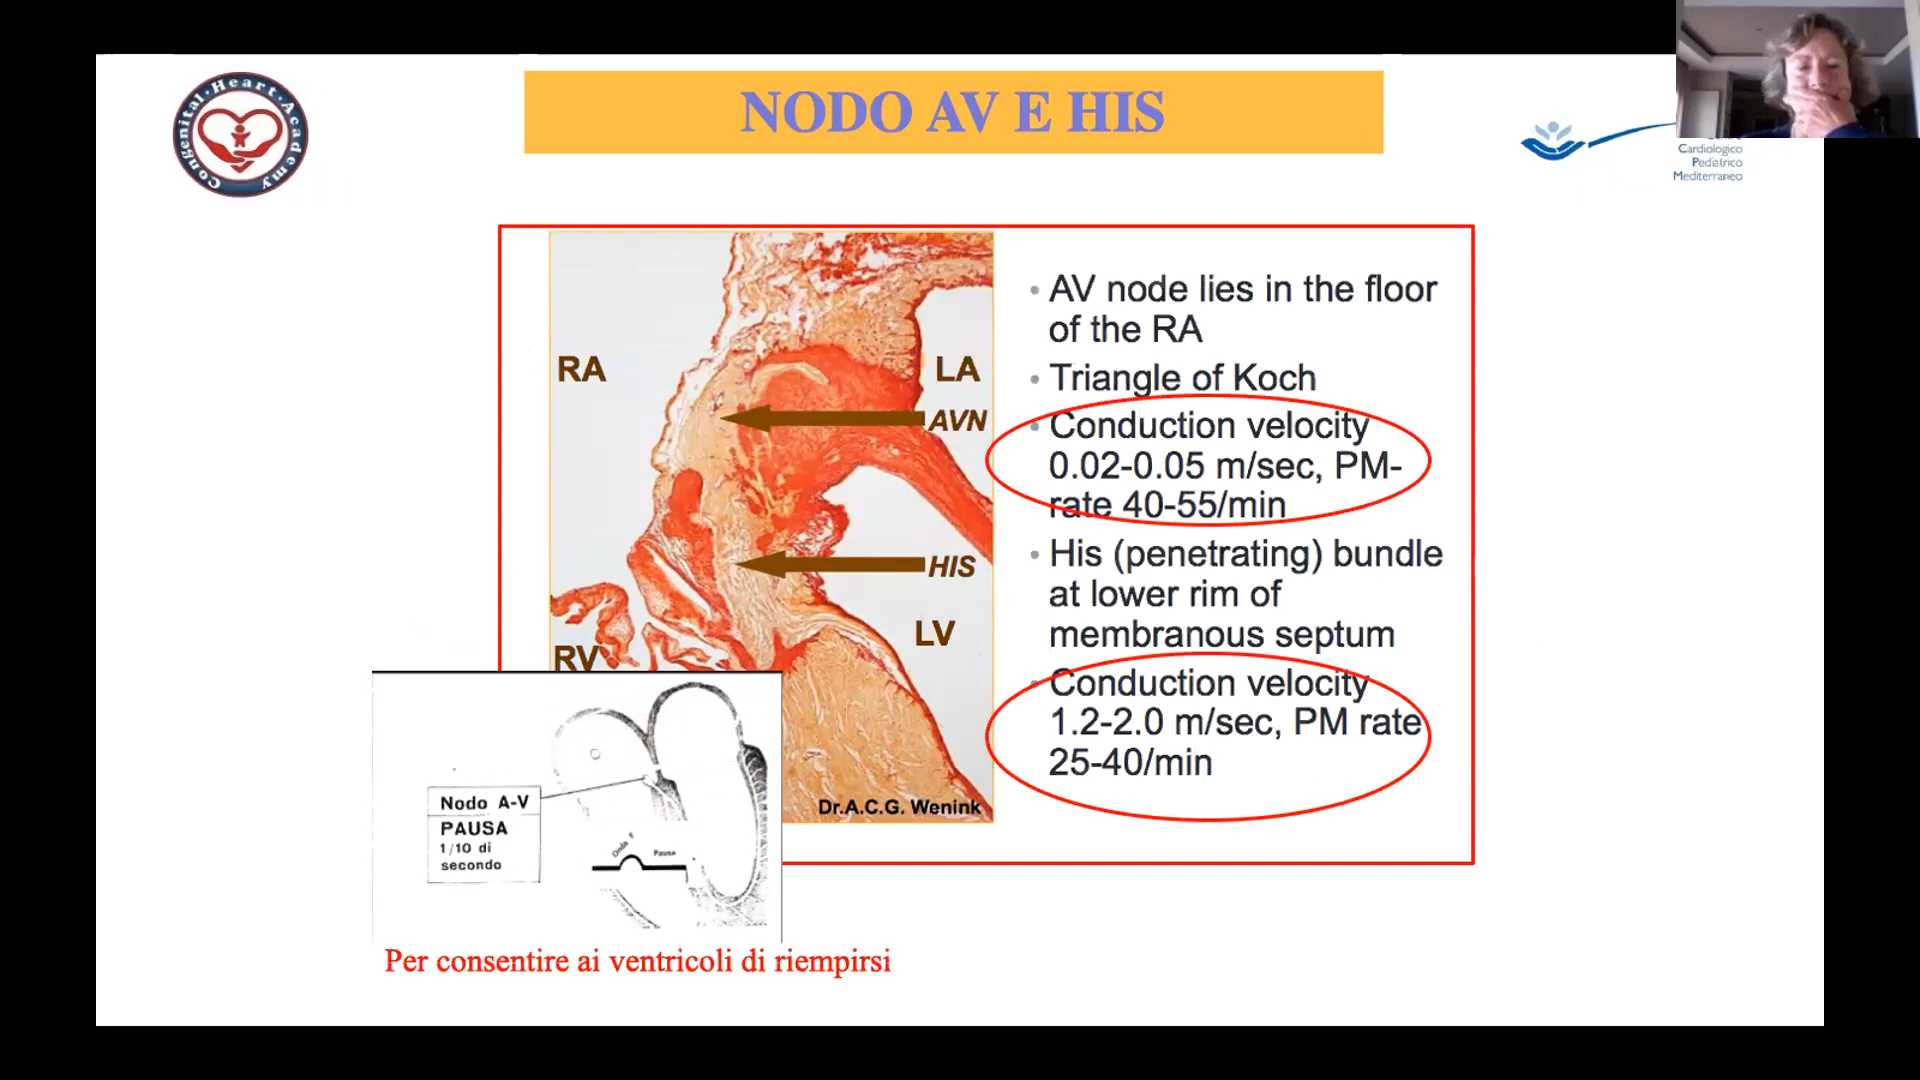 Congenital · Heart · Academy
NODO AV E HIS
Cardiologico
Pediatrico
Mediterraneo
RA
LA
AVN
HIS
LV
RV
Dr.A.C.G. Wenink
• AV node lies in the floor
of the RA
• Triangle of Koch
• Conduction velocity
0.02-0.05 m/sec, PM-
rate 40-55/min
• His (penetrating) bundle
at lower rim of
membranous septum
• Conduction velocity
1.2-2.0 m/sec, PM rate
25-40/min
Nodo A-V
PAUSA
1/10 di
secondo
Onda P
Pausa
Per consentire ai ventricoli di riempirsi